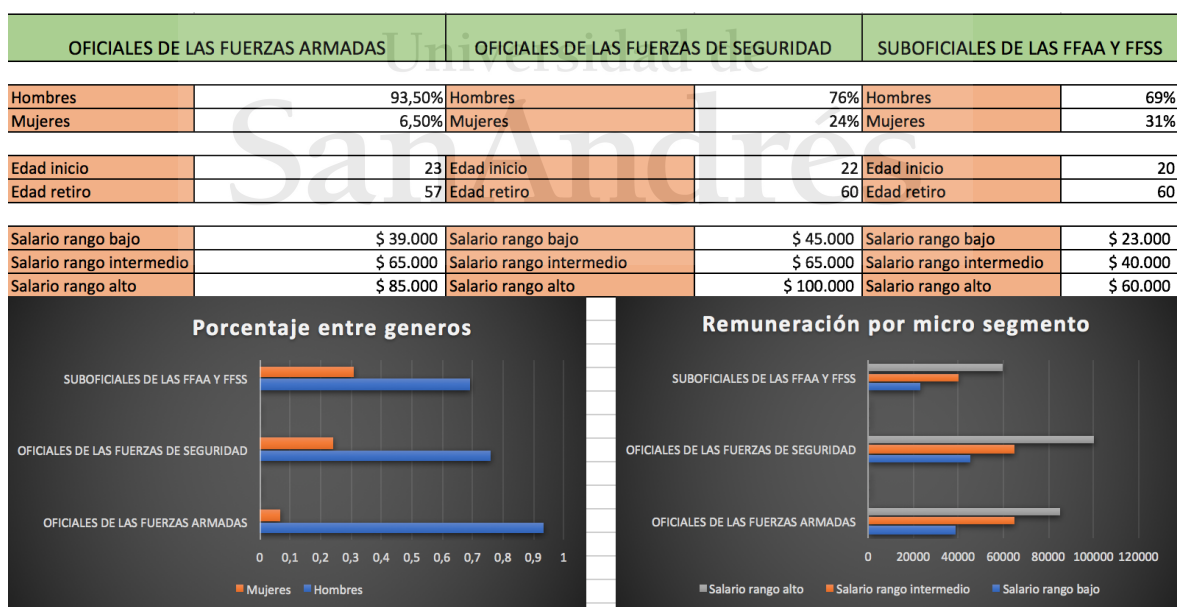 Universidad de
SanAndrés
OFICIALES DE LAS FUERZAS ARMADAS OFICIALES DE LAS FUERZAS DE SEGURIDAD SUBOFICIALES DE LAS FFAA Y FFSS
Hombres 93,50% Hombres 76% Hombres 69%
Mujeres 6,50% Mujeres 24% Mujeres 31%
Edad inicio 23 Edad inicio 22 Edad inicio 20
Edad retiro 57 Edad retiro 60 Edad retiro 60
Salario rango bajo $ 39.000 Salario rango bajo $ 45.000 Salario rango bajo $ 23.000
Salario rango intermedio $ 65.000 Salario rango intermedio $ 65.000 Salario rango intermedio $ 40.000
Salario rango alto $ 85.000 Salario rango alto $ 100.000 Salario rango alto $ 60.000
Porcentaje entre generos
SUBOFICIALES DE LAS FFAA Y FFSS
OFICIALES DE LAS FUERZAS DE SEGURIDAD
OFICIALES DE LAS FUERZAS ARMADAS
0 0,1 0,2 0,3 0,4 0,5 0,6 0,7 0,8 0,9 1
Mujeres Hombres
Remuneración por micro segmento
SUBOFICIALES DE LAS FFAA Y FFSS
OFICIALES DE LAS FUERZAS DE SEGURIDAD
OFICIALES DE LAS FUERZAS ARMADAS
0 20000 40000 60000 80000 100000 120000
Salario rango alto Salario rango intermedio Salario rango bajo